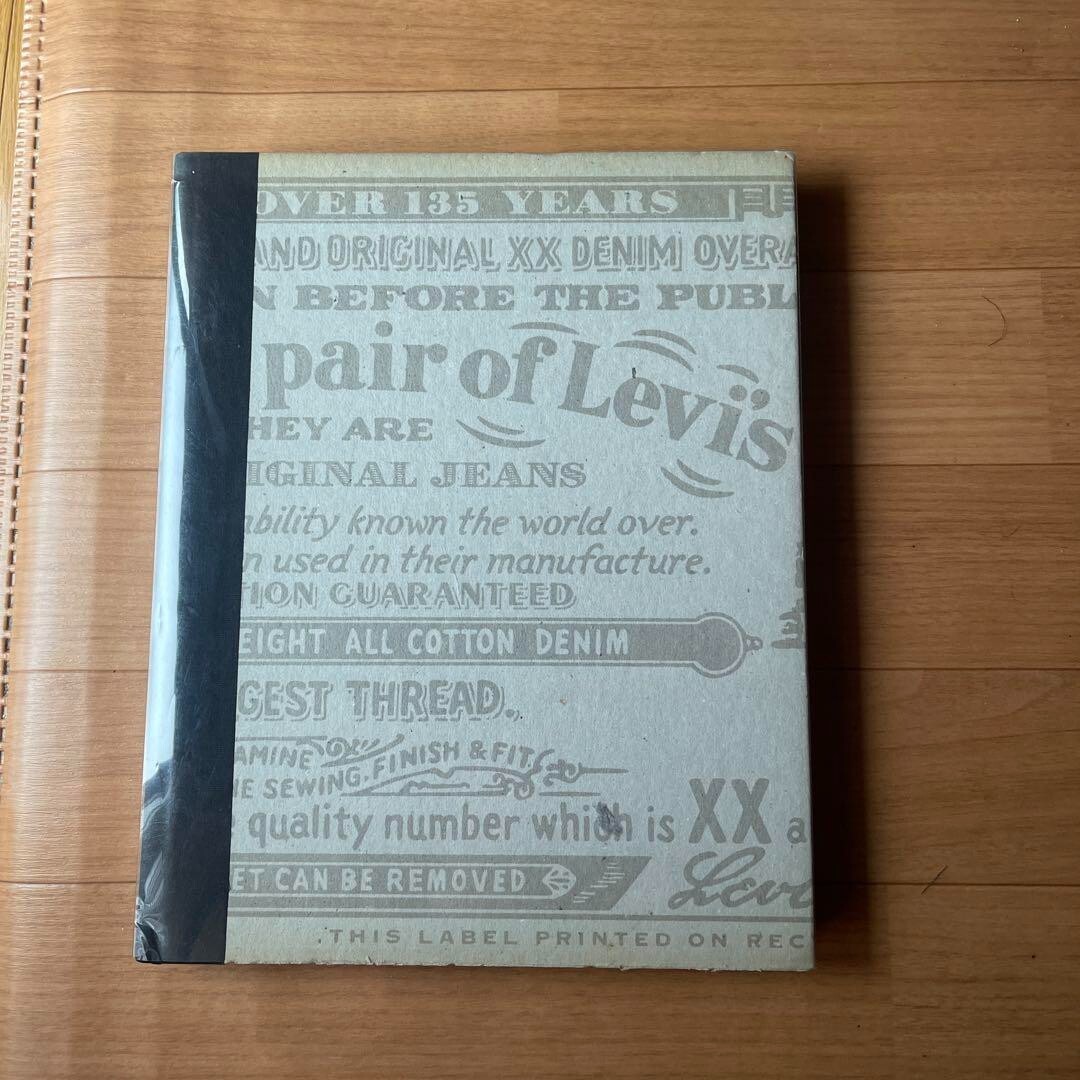 OVER 135 YEARS
AND ORIGINAL XX DENIM OVERA
N BEFORE THE PUBL
pair of Levi's
HEY ARE
IGINAL JEANS
ability known the world over.
n used in their manufacture.
TION GUARANTEED
EIGHT ALL COTTON DENIM
GEST THREAD.
AMINE FINISH & FIT.
HE SEWING,
quality number which is XX a
ET CAN BE REMOVED
Levi
THIS LABEL PRINTED ON REC